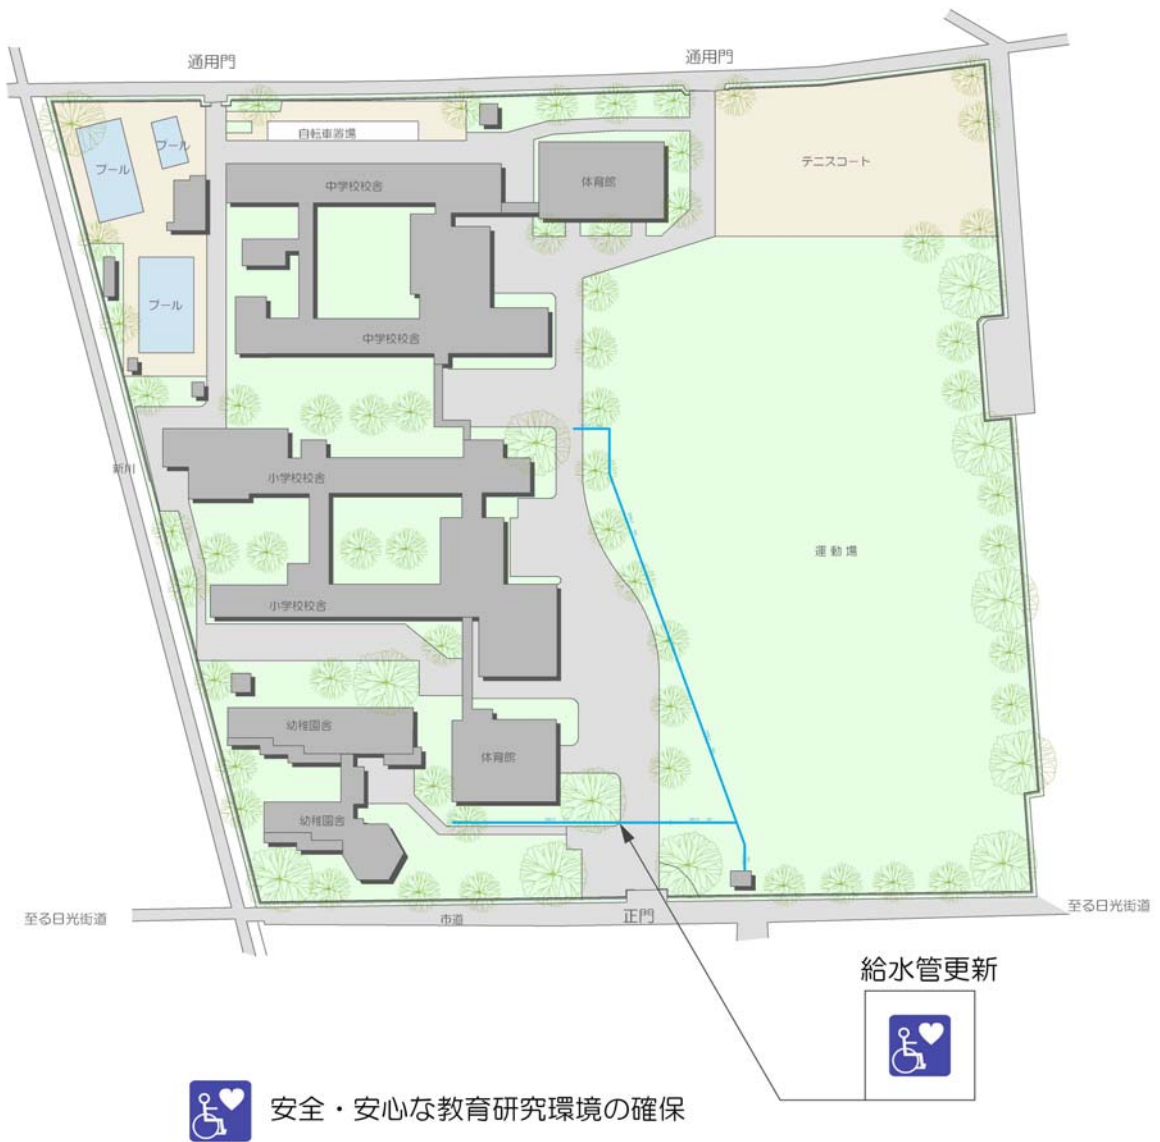 通用門
通用門
自転車置場
プール
プール
テニスコート
中学校校舎
体育館
プール
中学校校舎
新川
小学校校舎
運動場
小学校校舎
幼稚園舎
体育館
幼稚園舎
至る日光街道
市道
正門
至る日光街道
給水管更新
安全・安心な教育研究環境の確保